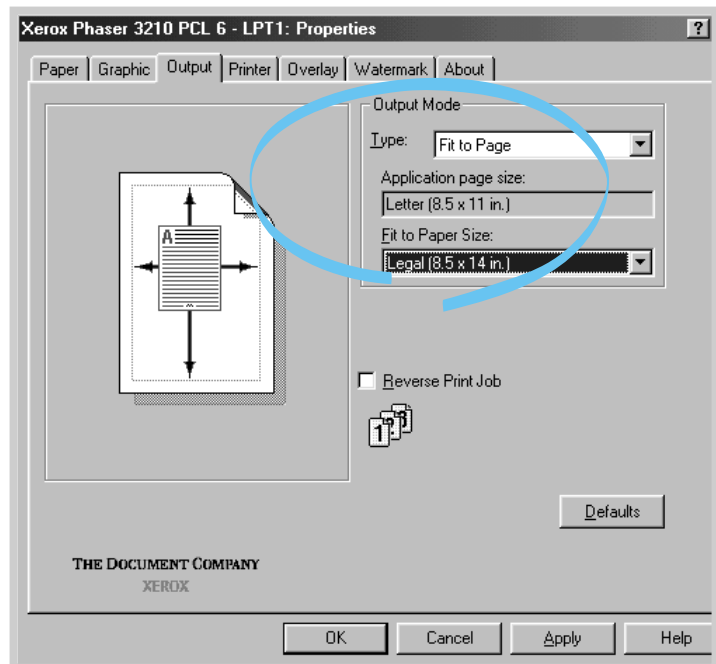 Xerox Phaser 3210 PCL 6 - LPT1: Properties ?
Paper Graphic Output Printer Overlay Watermark About
Output Mode
Type: Fit to Page
Application page size:
Letter (8.5 x 11 in.)
Fit to Paper Size:
Legal (8.5 x 14 in.)
A
Reverse Print Job
1 2 3
Defaults
THE DOCUMENT COMPANY
XEROX
OK Cancel Apply Help